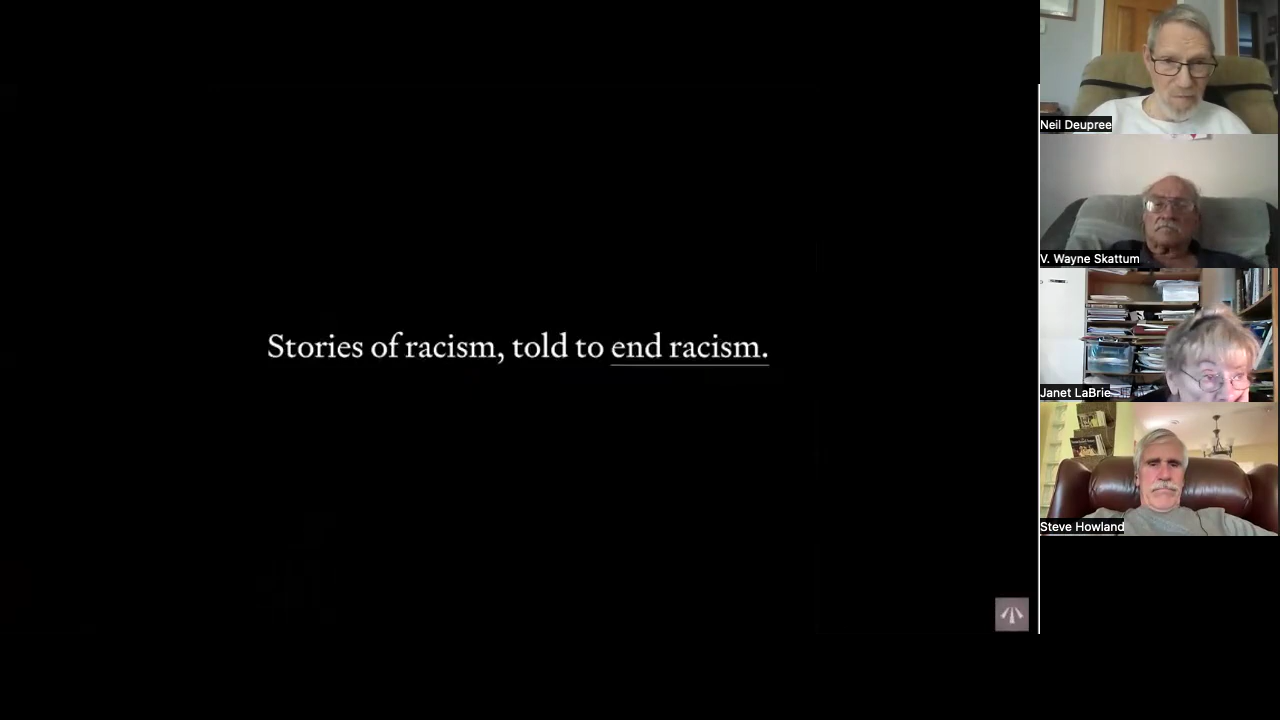 Stories of racism, told to end racism.
Neil Deupree
V. Wayne Skattum
Janet LaBrie
Steve Howland